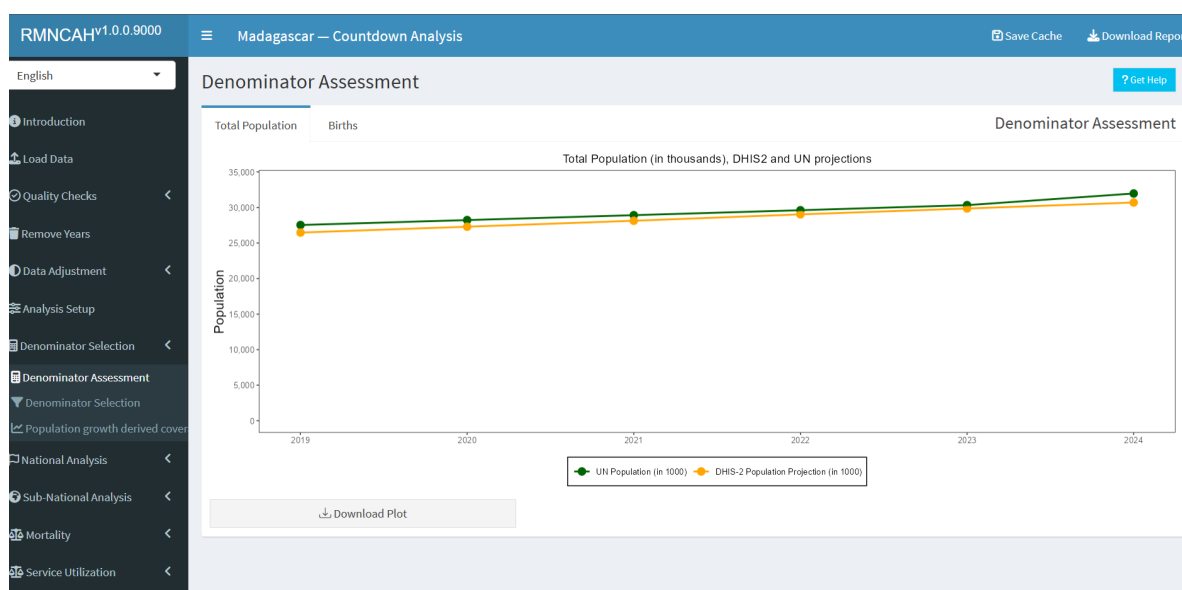 RMNCAHv1.0.0.9000
Madagascar — Countdown Analysis
Save Cache
Download Repor
English
Denominator Assessment
? Get Help
Introduction
Load Data
Quality Checks
Remove Years
Data Adjustment
Analysis Setup
Denominator Selection
Denominator Assessment
Denominator Selection
Population growth derived cover
National Analysis
Sub-National Analysis
Mortality
Service Utilization
Total Population
Births
Denominator Assessment
Total Population (in thousands), DHIS2 and UN projections
Population
35,000
30,000
25,000
20,000
15,000
10,000
5,000
0
2019 2020 2021 2022 2023 2024
UN Population (in 1000) DHIS-2 Population Projection (in 1000)
Download Plot